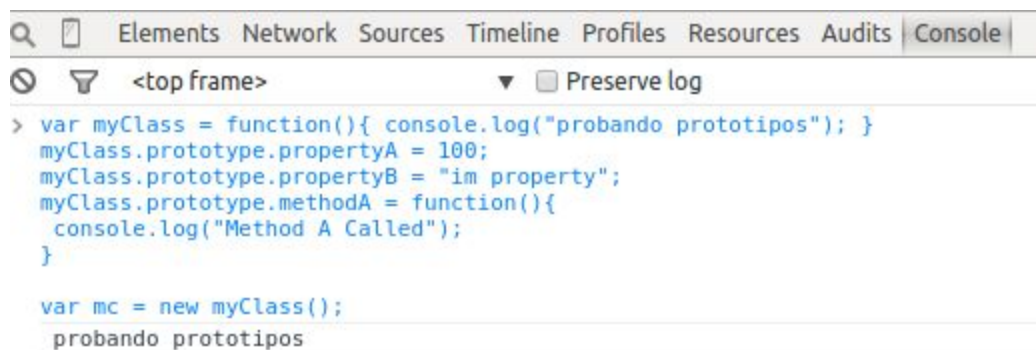 Elements Network Sources Timeline Profiles Resources Audits Console
<top frame> ▼ Preserve log
> var myClass = function(){ console.log("probando prototipos"); }
myClass.prototype.propertyA = 100;
myClass.prototype.propertyB = "im property";
myClass.prototype.methodA = function(){
console.log("Method A Called");
}
var mc = new myClass();
probando prototipos